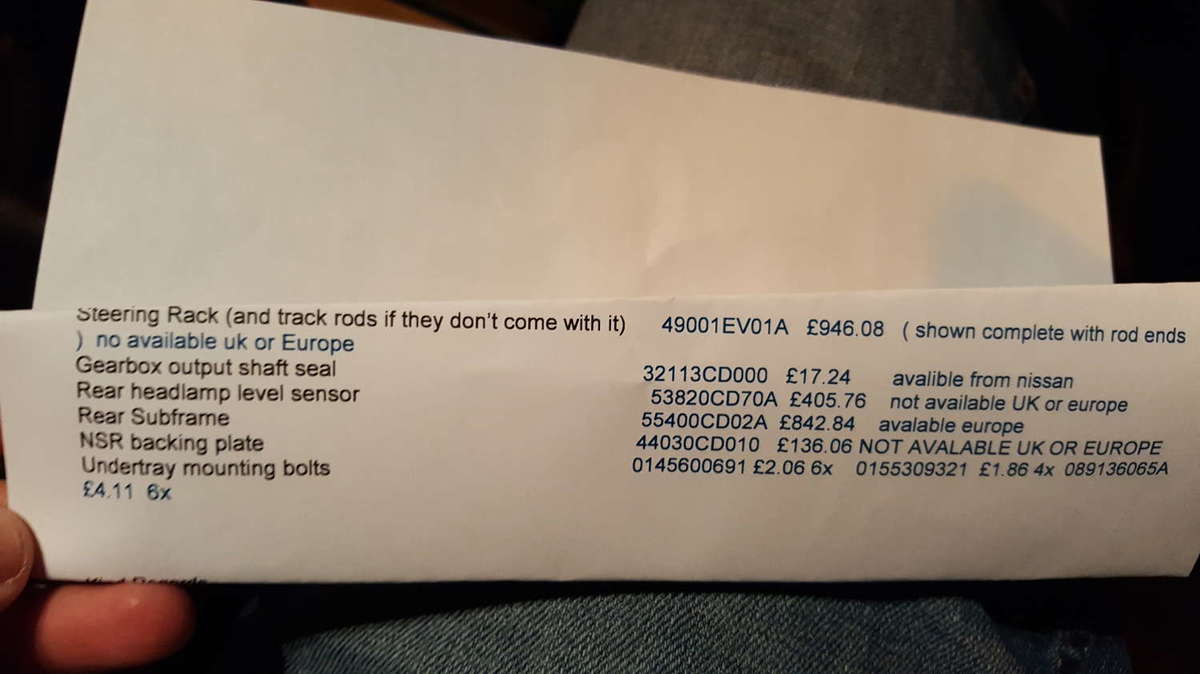 Steering Rack (and track rods if they don't come with it) 49001EV01A £946.08 ( shown complete with rod ends
) no available uk or Europe
Gearbox output shaft seal 32113CD000 £17.24 avalible from nissan
Rear headlamp level sensor 53820CD70A £405.76 not available UK or europe
Rear Subframe 55400CD02A £842.84 avalable europe
NSR backing plate 44030CD010 £136.06 NOT AVALABLE UK OR EUROPE
Undertray mounting bolts 0145600691 £2.06 6x 0155309321 £1.86 4x 089136065A
£4.11 6x